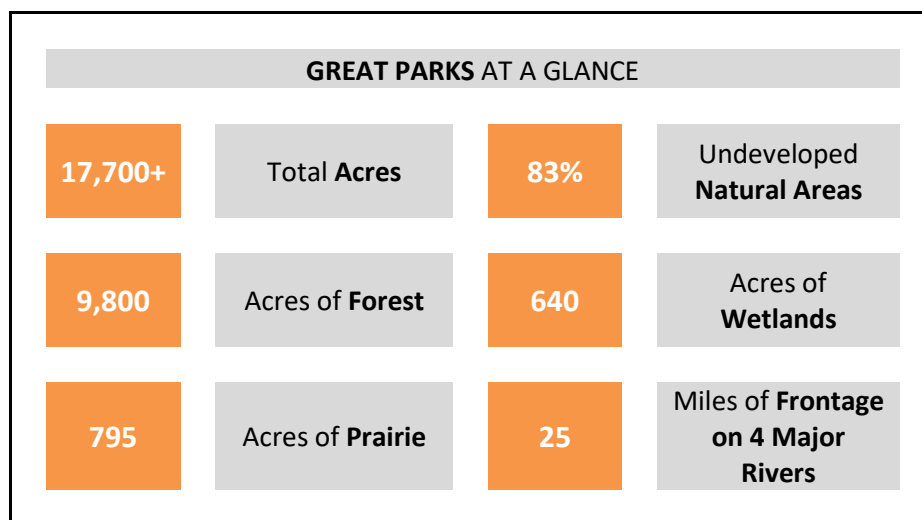 GREAT PARKS AT A GLANCE
17,700+
Total Acres
83%
Undeveloped
Natural Areas
9,800
Acres of Forest
640
Acres of
Wetlands
795
Acres of Prairie
25
Miles of Frontage
on 4 Major
Rivers